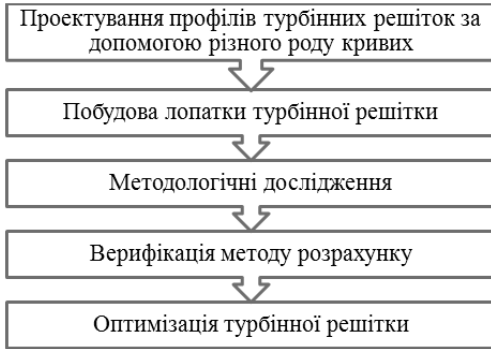 Проектування профілів турбінних решіток за
допомогою різного роду кривих
Побудова лопатки турбінної решітки
Методологічні дослідження
Верифікація методу розрахунку
Оптимізація турбінної решітки